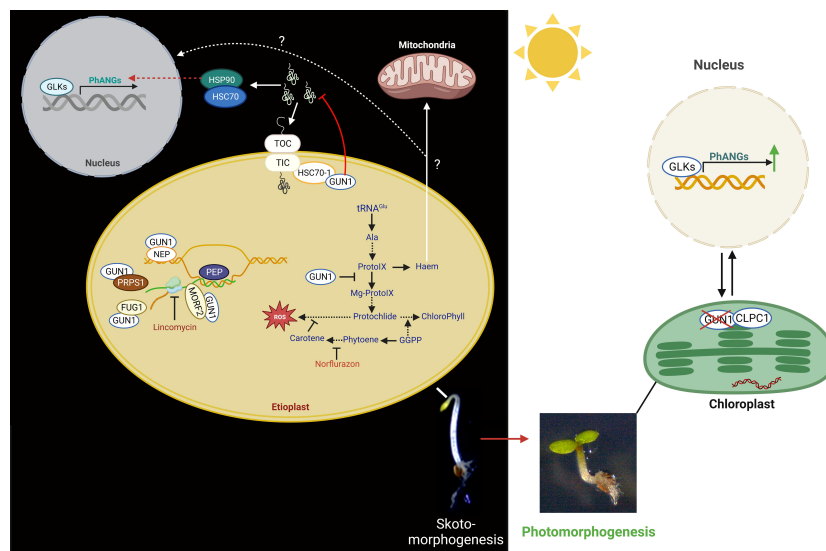 ?
Mitochondria
GLKs
PhANGs
HSP90
HSC70
Nucleus
TOC
TIC
HSC70-1
GUN1
?
tRNAGlu
Ala
ProtoIX
Haem
GUN1
Mg-ProtoIX
ROS
Protochlide
ChloroPhyll
Carotene
Phytoene
GGPP
Norflurazon
GUN1
NEP
GUN1
PRPS1
PEP
FUG1
GUN1
MORF2
GUN1
Lincomycin
Etioplast
Skoto-
morphogenesis
Nucleus
GLKs
PhANGs
GUN1
CLPC1
Chloroplast
Photomorphogenesis